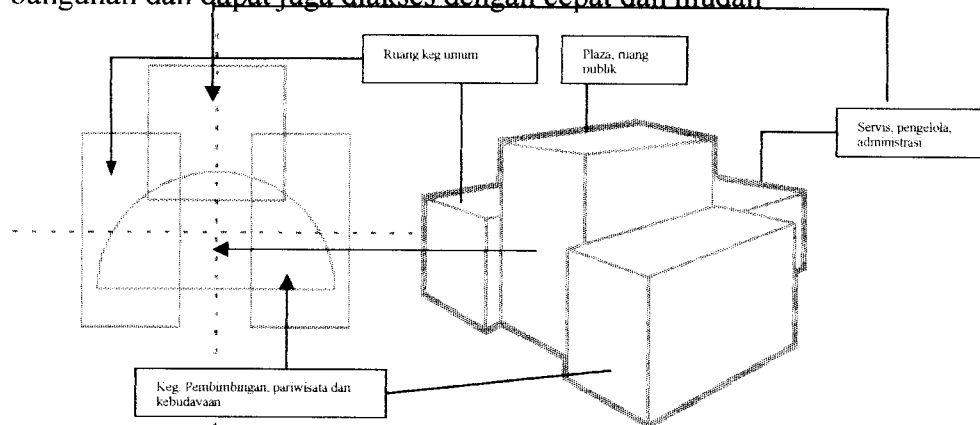 bangunan dan dapat juga diakses dengan cepat dan mudah
Ruang keg umum
Plaza, ruang
publik
Servis, pengelola,
administrasi
Keg. Pembimbingan, pariwisata dan
kebudayaan